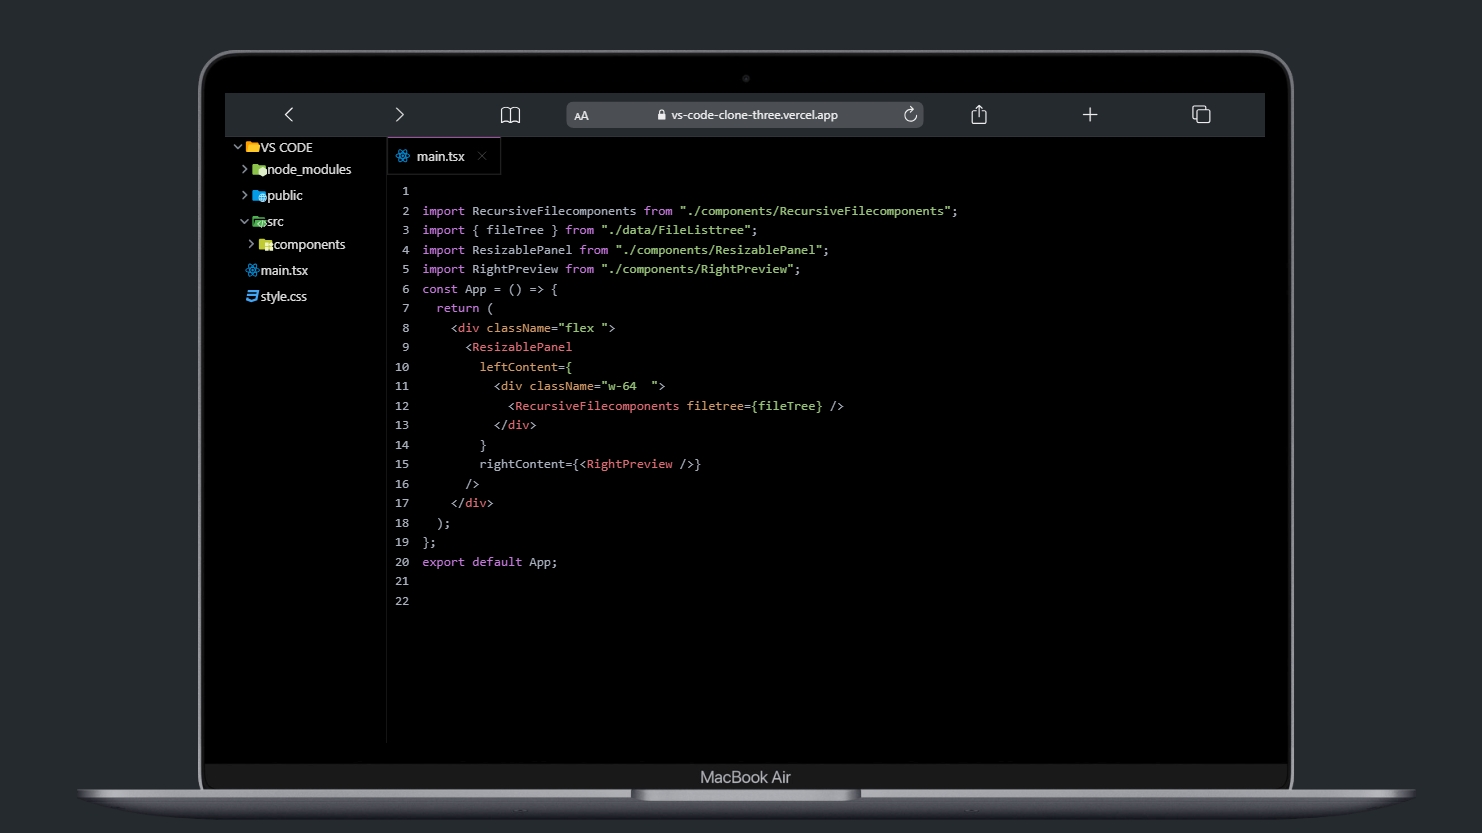 AA vs-code-clone-three.vercel.app
VS CODE
node_modules
public
src
components
main.tsx
style.css
main.tsx
1
2 import RecursiveFilecomponents from "./components/RecursiveFilecomponents";
3 import { fileTree } from "./data/FileListtree";
4 import ResizablePanel from "./components/ResizablePanel";
5 import RightPreview from "./components/RightPreview";
6 const App = () => {
7 return (
8 <div className="flex ">
9 <ResizablePanel
10 leftContent={
11 <div className="w-64  ">
12 <RecursiveFilecomponents filetree={fileTree} />
13 </div>
14 }
15 rightContent={<RightPreview />}
16 />
17 </div>
18 );
19 };
20 export default App;
21
22
MacBook Air